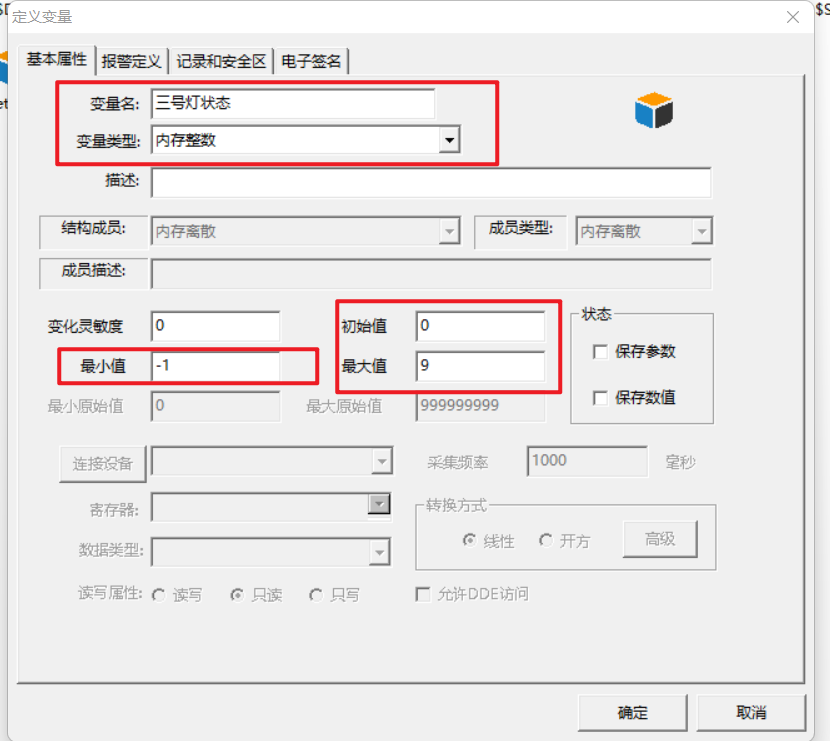 定义变量
$S
基本属性 报警定义 记录和安全区 电子签名
变量名: 三号灯状态
变量类型: 内存整数
描述:
结构成员: 内存离散 成员类型: 内存离散
成员描述:
变化灵敏度 0 初始值 0 状态
最小值 -1 最大值 9 保存参数
最小原始值 0 最大原始值 999999999 保存数值
连接设备 采集频率 1000 毫秒
寄存器: 转换方式
数据类型: 线性 开方 高级
读写属性: 读写 只读 只写 允许DDE访问
确定 取消